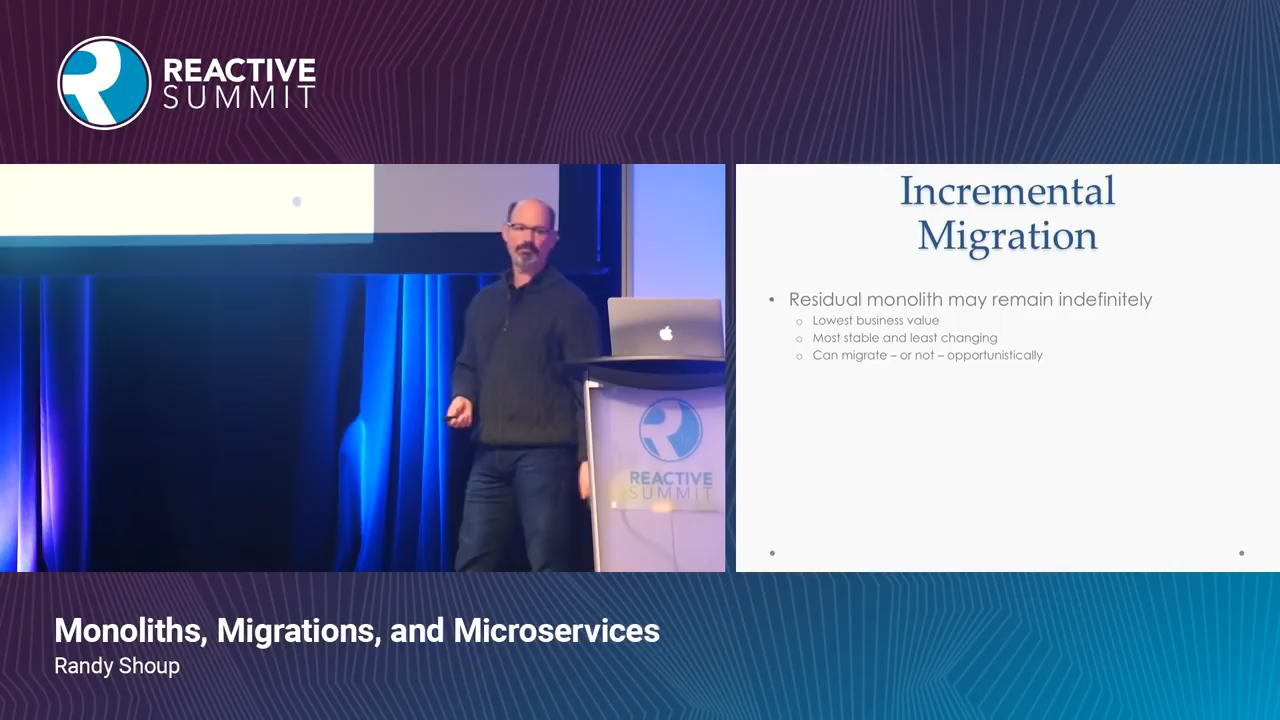 REACTIVE
SUMMIT
Incremental
Migration
• Residual monolith may remain indefinitely
○ Lowest business value
○ Most stable and least changing
○ Can migrate – or not – opportunistically
REACTIVE
SUMMIT
Monoliths, Migrations, and Microservices
Randy Shoup